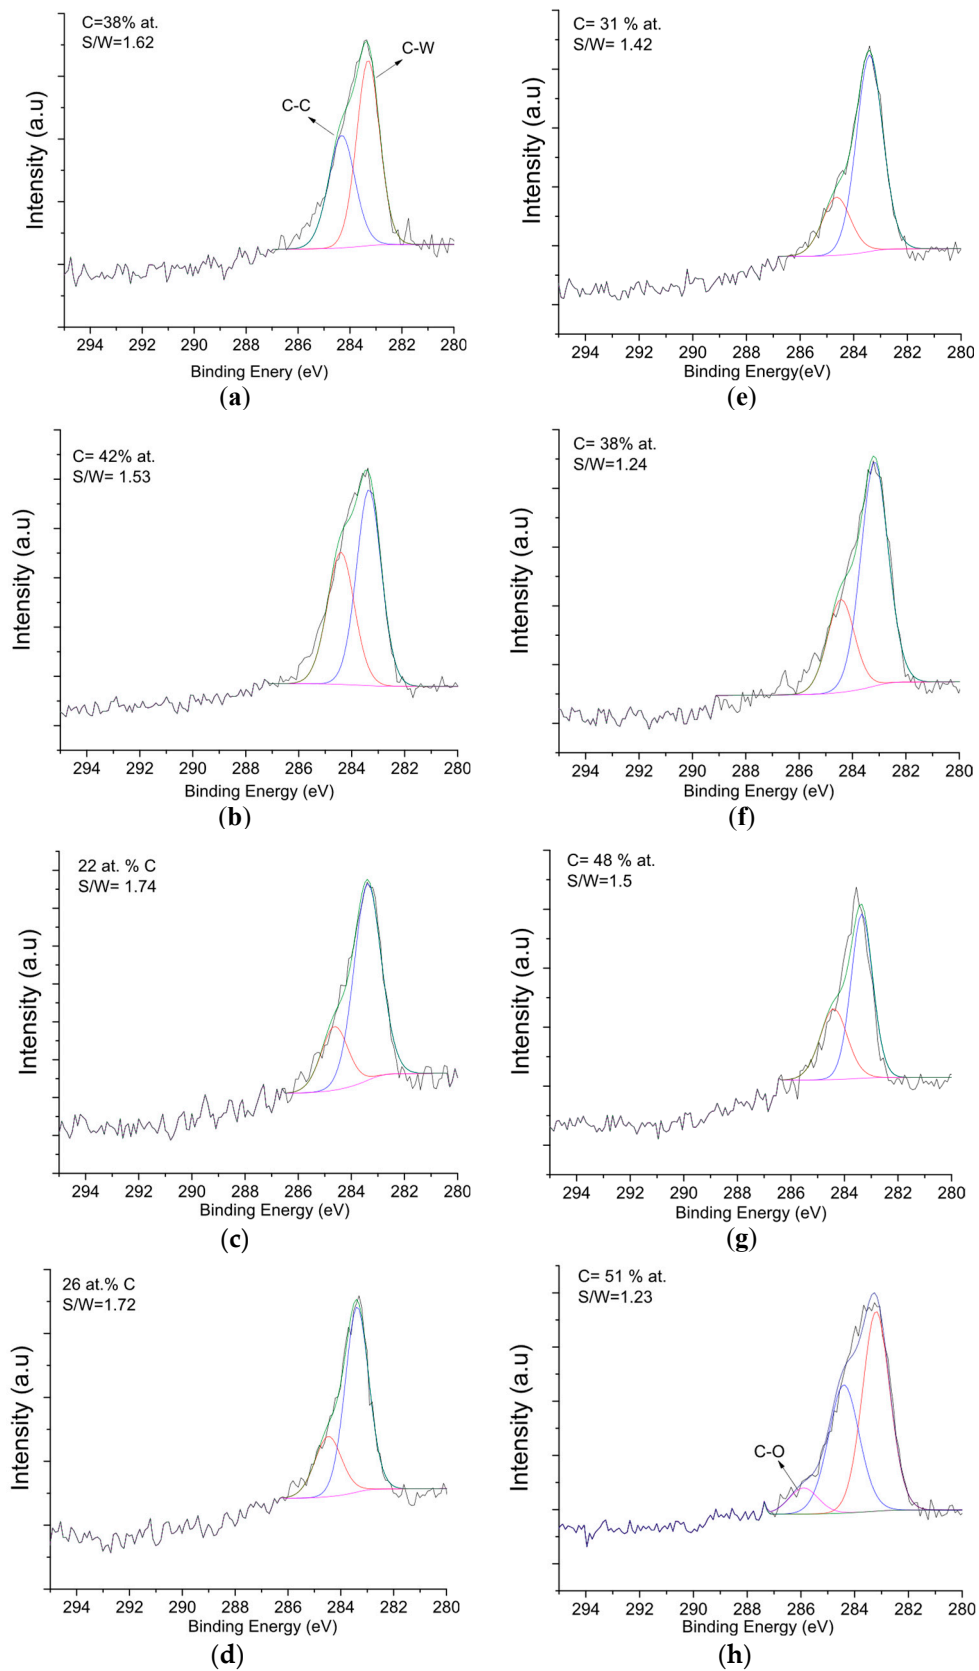 C=38% at.
S/W=1.62
C-W
C-C
Intensity (a.u)
294 292 290 288 286 284 282 280
Binding Enery (eV)
(a)
C= 31 % at.
S/W= 1.42
Intensity (a.u)
294 292 290 288 286 284 282 280
Binding Energy(eV)
(e)
C= 42% at.
S/W= 1.53
Intensity (a.u)
294 292 290 288 286 284 282 280
Binding Energy (eV)
(b)
C= 38% at.
S/W=1.24
Intensity (a.u)
294 292 290 288 286 284 282 280
Binding Energy (eV)
(f)
22 at. % C
S/W= 1.74
Intensity (a.u)
294 292 290 288 286 284 282 280
Binding Energy (eV)
(c)
C= 48 % at.
S/W=1.5
Intensity (a.u)
294 292 290 288 286 284 282 280
Binding Energy (eV)
(g)
26 at.% C
S/W=1.72
Intensity (a.u)
294 292 290 288 286 284 282 280
Binding Energy (eV)
(d)
C= 51 % at.
S/W=1.23
C-O
Intensity (a.u)
294 292 290 288 286 284 282 280
Binding Energy (eV)
(h)